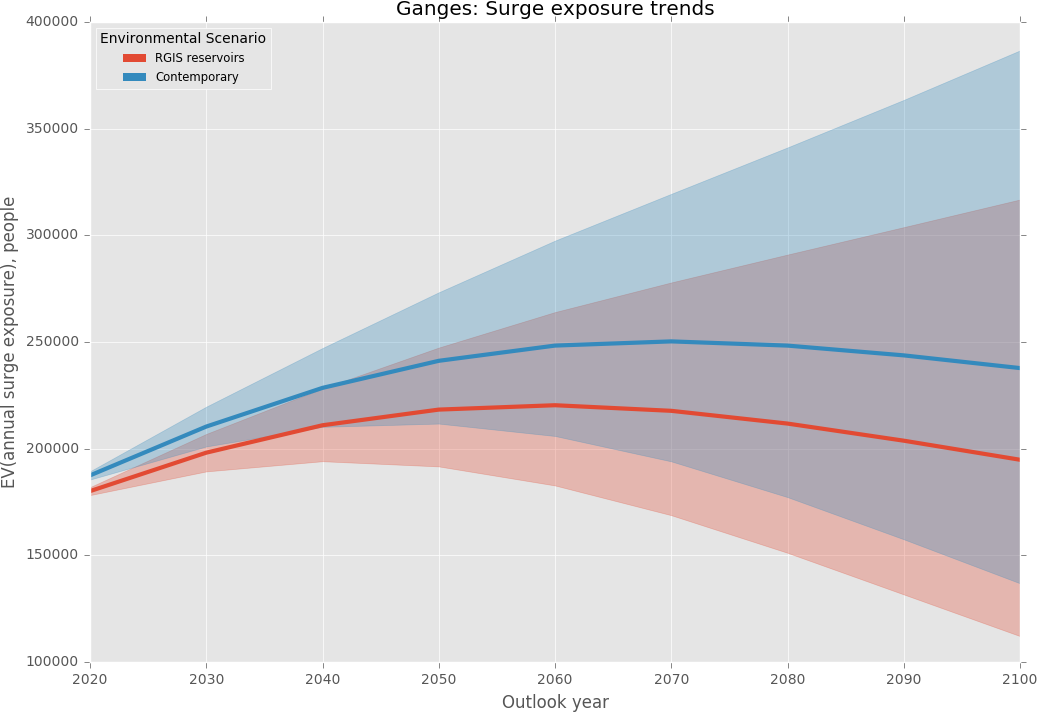 Ganges: Surge exposure trends
400000
350000
300000
250000
200000
150000
100000
EV(annual surge exposure), people
Environmental Scenario
RGIS reservoirs
Contemporary
2020 2030 2040 2050 2060 2070 2080 2090 2100
Outlook year